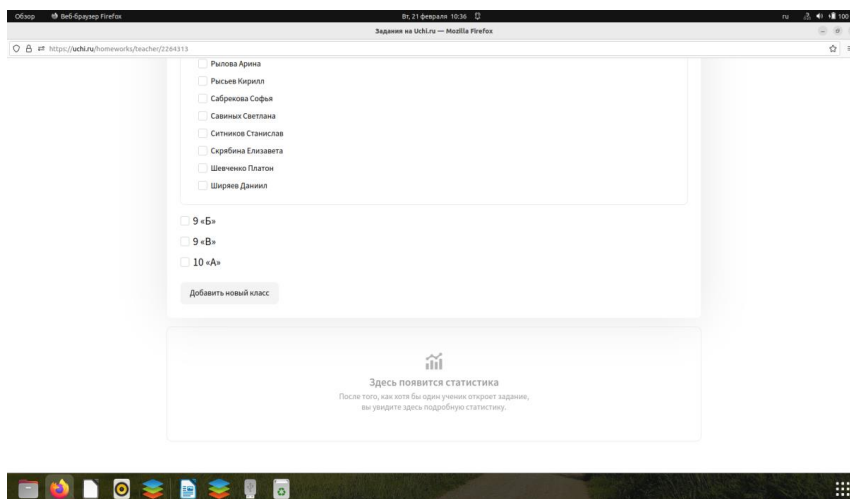 Обзор Веб-браузер Firefox Вт, 21 февраля 10:36 ru 100
Задания на Uchi.ru — Mozilla Firefox
https://uchi.ru/homeworks/teacher/2264313
Рылова Арина
Рысьев Кирилл
Сабрекова Софья
Савиных Светлана
Ситников Станислав
Скрябина Елизавета
Шевченко Платон
Ширяев Даниил
9 «Б»
9 «В»
10 «А»
Добавить новый класс
Здесь появится статистика
После того, как хотя бы один ученик откроет задание,
вы увидите здесь подробную статистику.